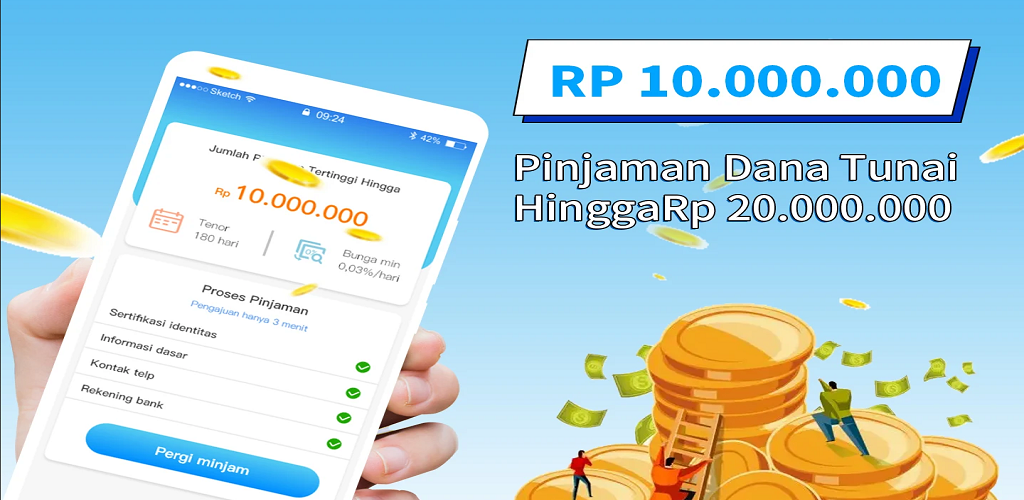 Sketch
09:24
42%
Jumlah Tertinggi Hingga
Rp 10.000.000
Tenor
180 hari
Bunga min
0,03%/hari
Proses Pinjaman
Pengajuan hanya 3 menit
Sertifikasi identitas
Informasi dasar
Kontak telp
Rekening bank
Pergi minjam
RP 10.000.000
Pinjaman Dana Tunai
HinggaRp 20.000.000